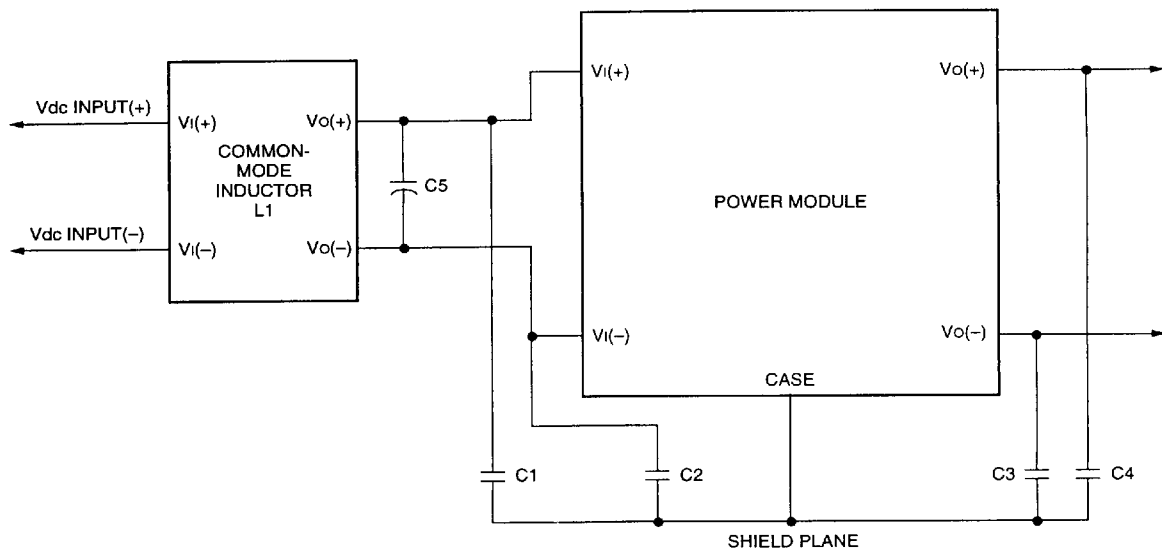 Vdc INPUT(+)
VI(+)
VO(+)
COMMON-
MODE
INDUCTOR
L1
Vdc INPUT(–)
VI(–)
VO(–)
C5
VI(+)
VO(+)
POWER MODULE
VI(–)
VO(–)
CASE
C1
C2
C3
C4
SHIELD PLANE